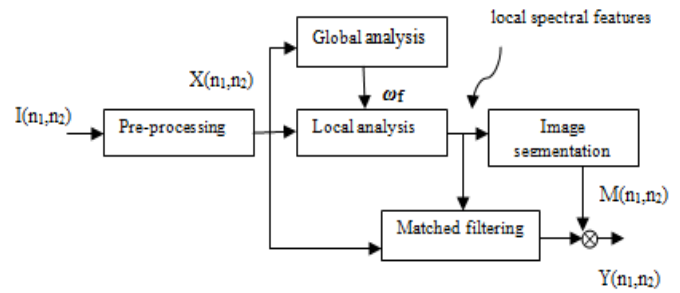 local spectral features
Global analysis
X(n₁,n₂)
ωf
I(n₁,n₂)
Pre-processing
Local analysis
Image
segmentation
M(n₁,n₂)
Matched filtering
Y(n₁,n₂)